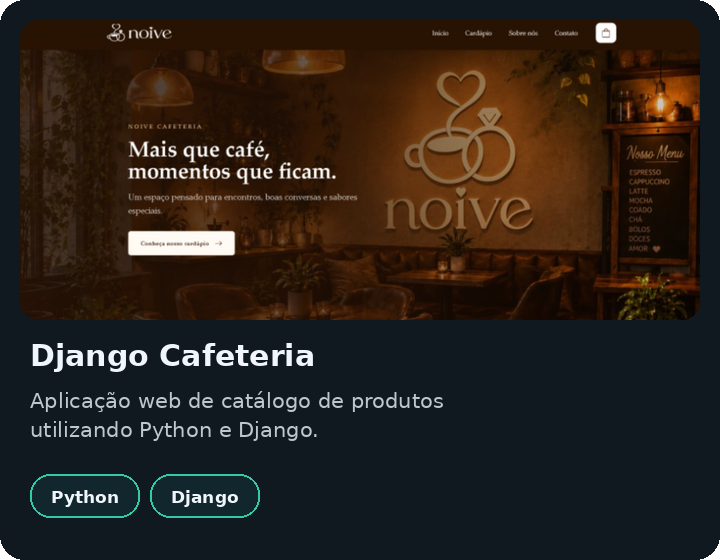 noive
Início Cardápio Sobre nós Contato
NOIVE CAFETERIA
Mais que café,
momentos que ficam.
Um espaço pensado para encontros, boas conversas e sabores
especiais.
Conheça nosso cardápio →
noive
Nosso Menu
ESPRESSO
CAPPUCCINO
LATTE
MOCHA
COADO
CHÁ
BOLOS
DOCES
AMOR ♥
Django Cafeteria
Aplicação web de catálogo de produtos
utilizando Python e Django.
Python Django